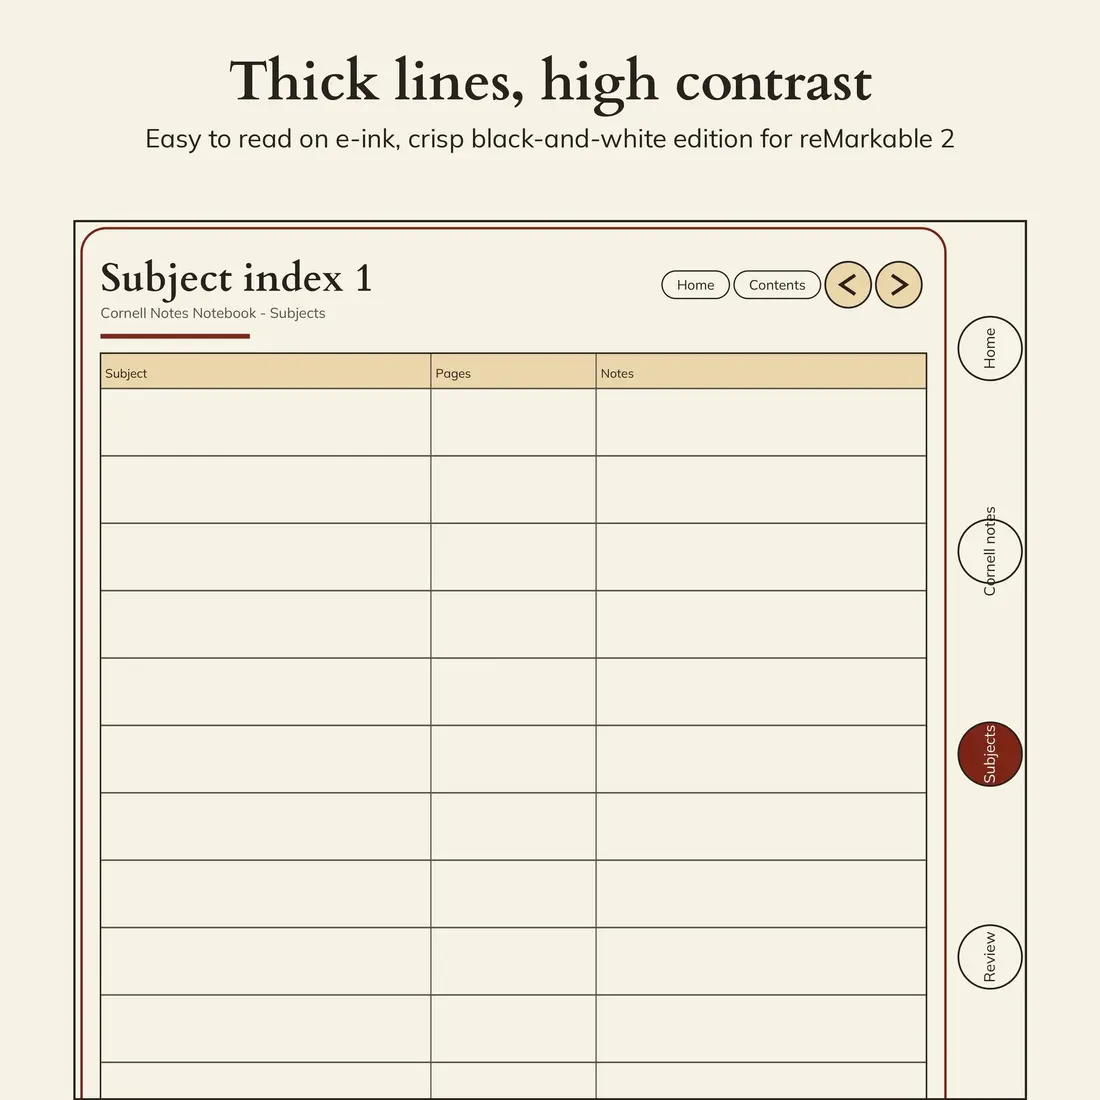 Thick lines, high contrast
Easy to read on e-ink, crisp black-and-white edition for reMarkable 2
Subject index 1
Cornell Notes Notebook - Subjects
Home
Contents
<
>
Subject
Pages
Notes
Home
Cornell notes
Subjects
Review